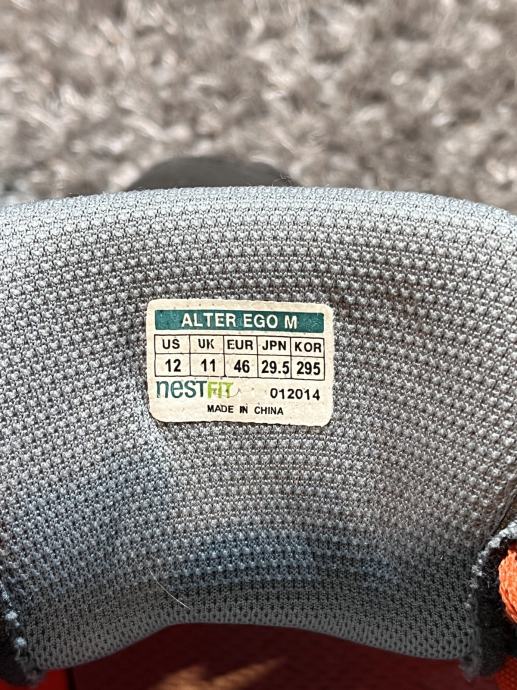 ALTER EGO M
US UK EUR JPN KOR
12 11 46 29.5 295
nestFIT 012014
MADE IN CHINA